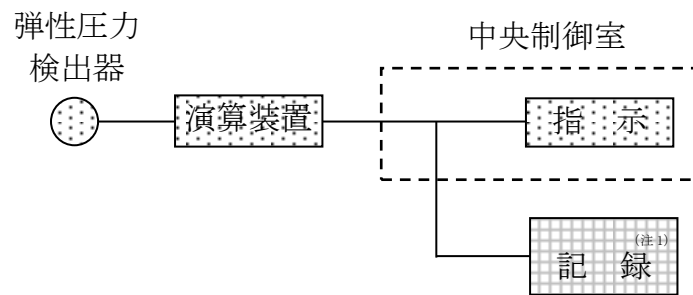 弾性圧力
検出器
中央制御室
演算装置
指 示
(注1)
記 録